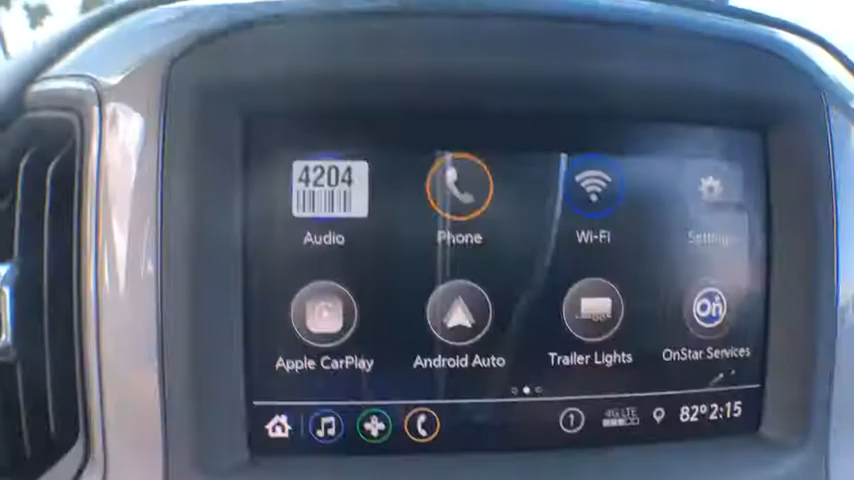 4204
Audio
Phone
Wi-Fi
Settings
Apple CarPlay
Android Auto
Trailer Lights
OnStar Services
On
1
4G LTE
82° 2:15